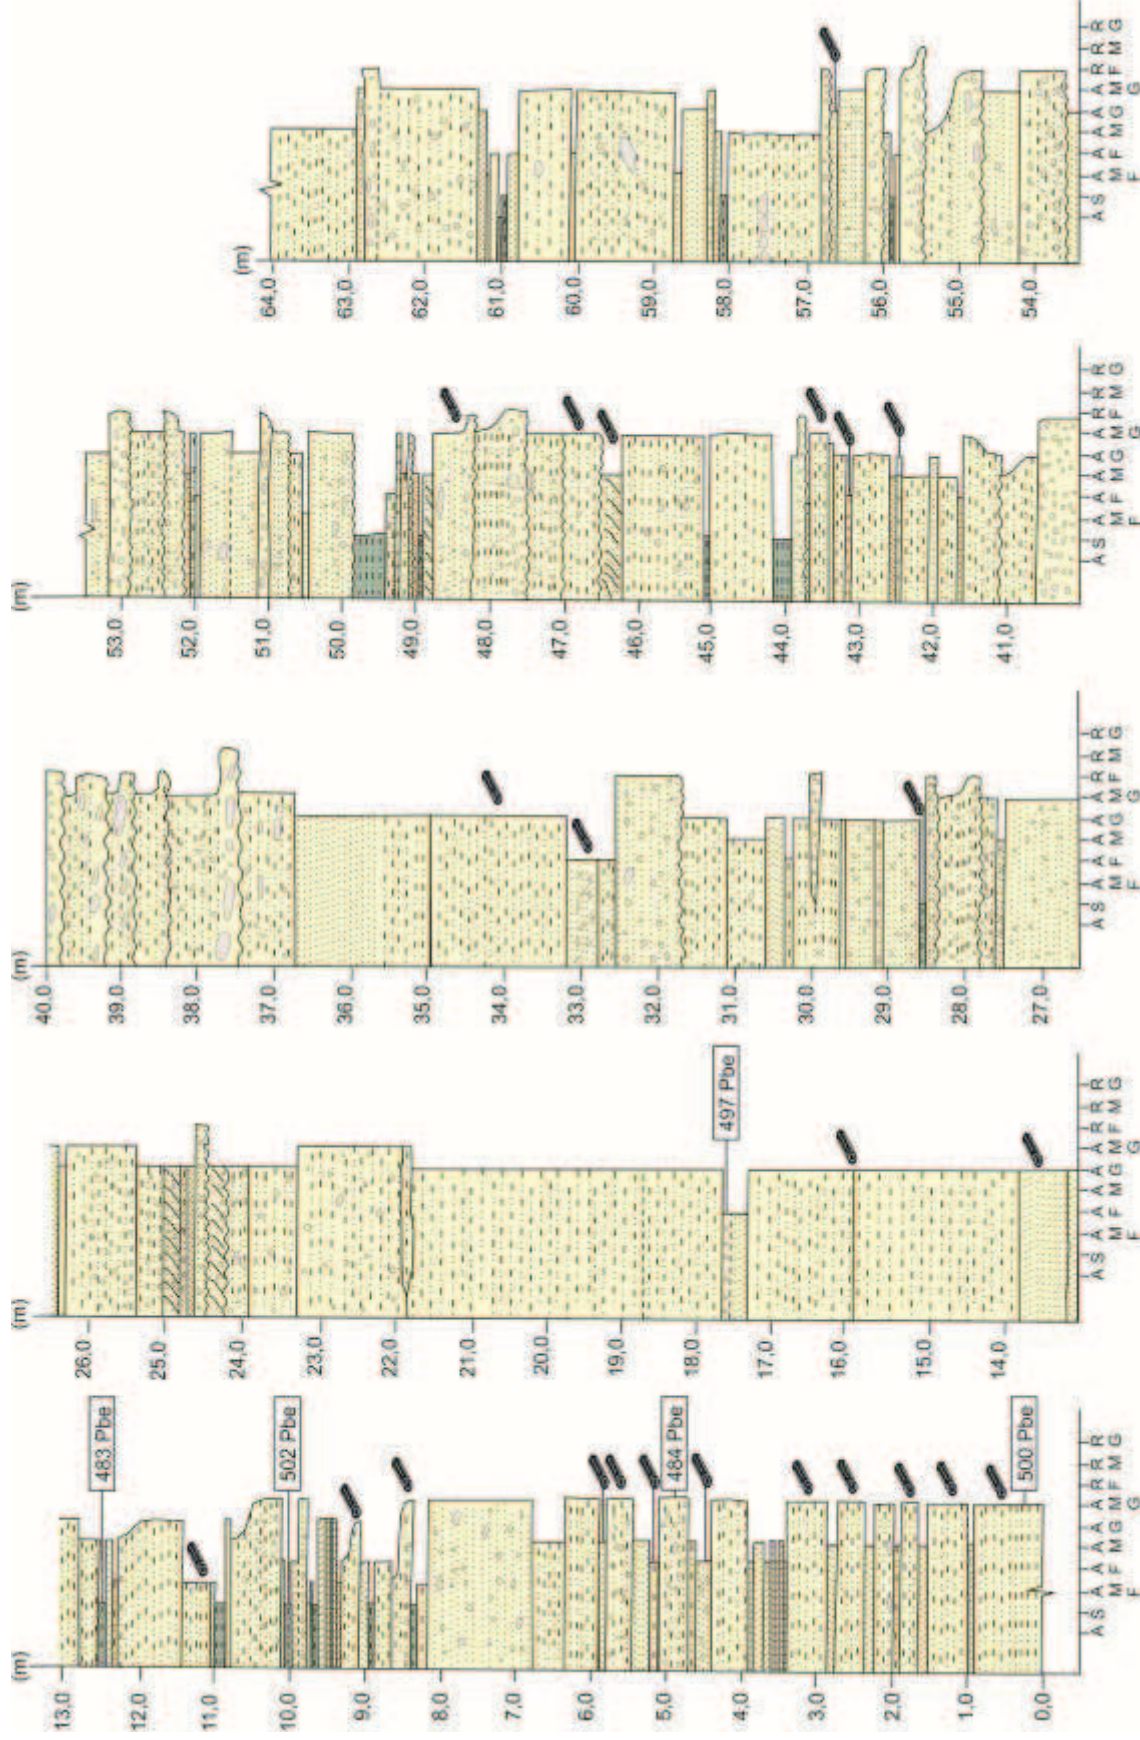 (m)
13,0
483 Pbe
12,0
11,0
10,0
502 Pbe
9,0
8,0
7,0
6,0
5,0
484 Pbe
4,0
3,0
2,0
1,0
500 Pbe
0,0
A S A A A A A R R R
M F M G M F M G
F G
(m)
26,0
25,0
24,0
23,0
22,0
21,0
20,0
19,0
18,0
497 Pbe
17,0
16,0
15,0
14,0
A S A A A A A R R R
M F M G M F M G
F G
(m)
40,0
39,0
38,0
37,0
36,0
35,0
34,0
33,0
32,0
31,0
30,0
29,0
28,0
27,0
A S A A A A A R R R
M F M G M F M G
F G
(m)
53,0
52,0
51,0
50,0
49,0
48,0
47,0
46,0
45,0
44,0
43,0
42,0
41,0
A S A A A A A R R R
M F M G M F M G
F G
(m)
64,0
63,0
62,0
61,0
60,0
59,0
58,0
57,0
56,0
55,0
54,0
A S A A A A A R R R
M F M G M F M G
F G